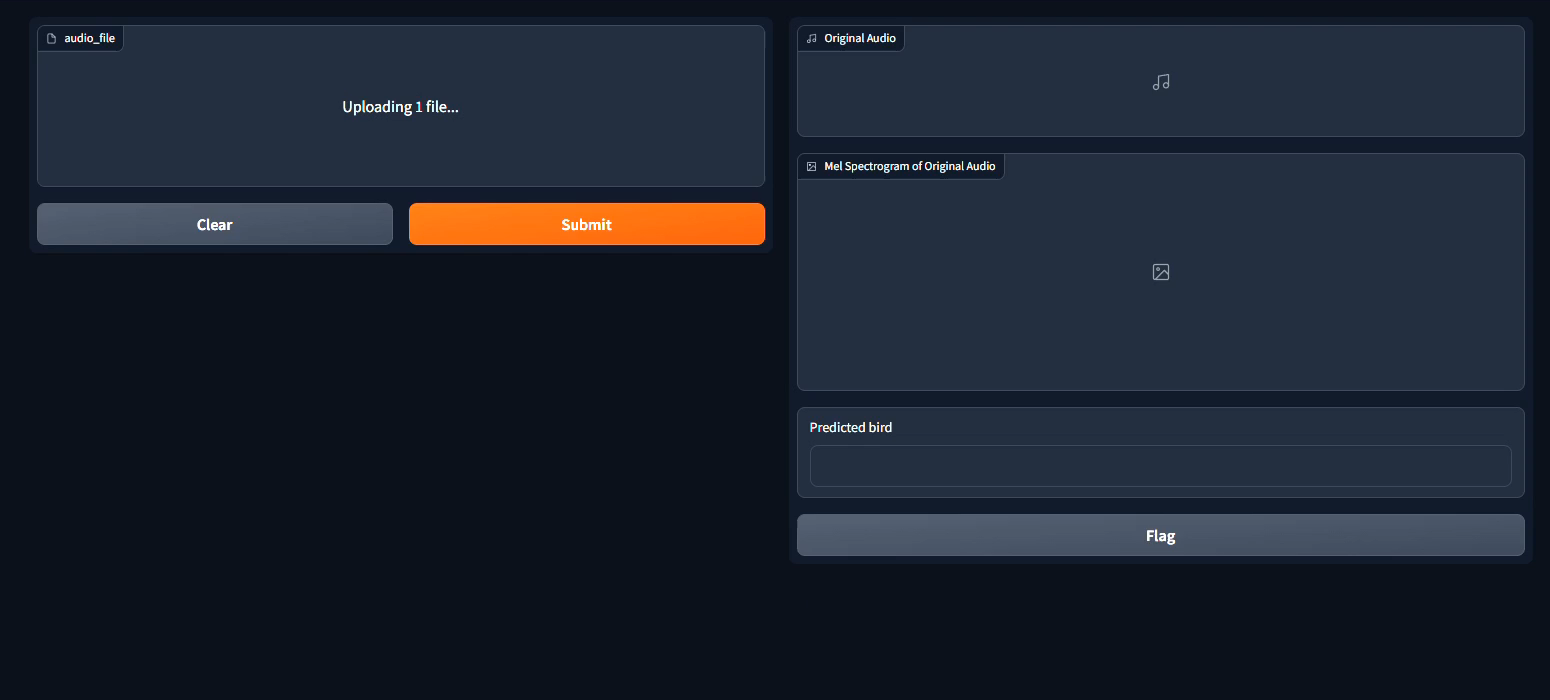 audio_file
Uploading 1 file...
Clear
Submit
Original Audio
Mel Spectrogram of Original Audio
Predicted bird
Flag